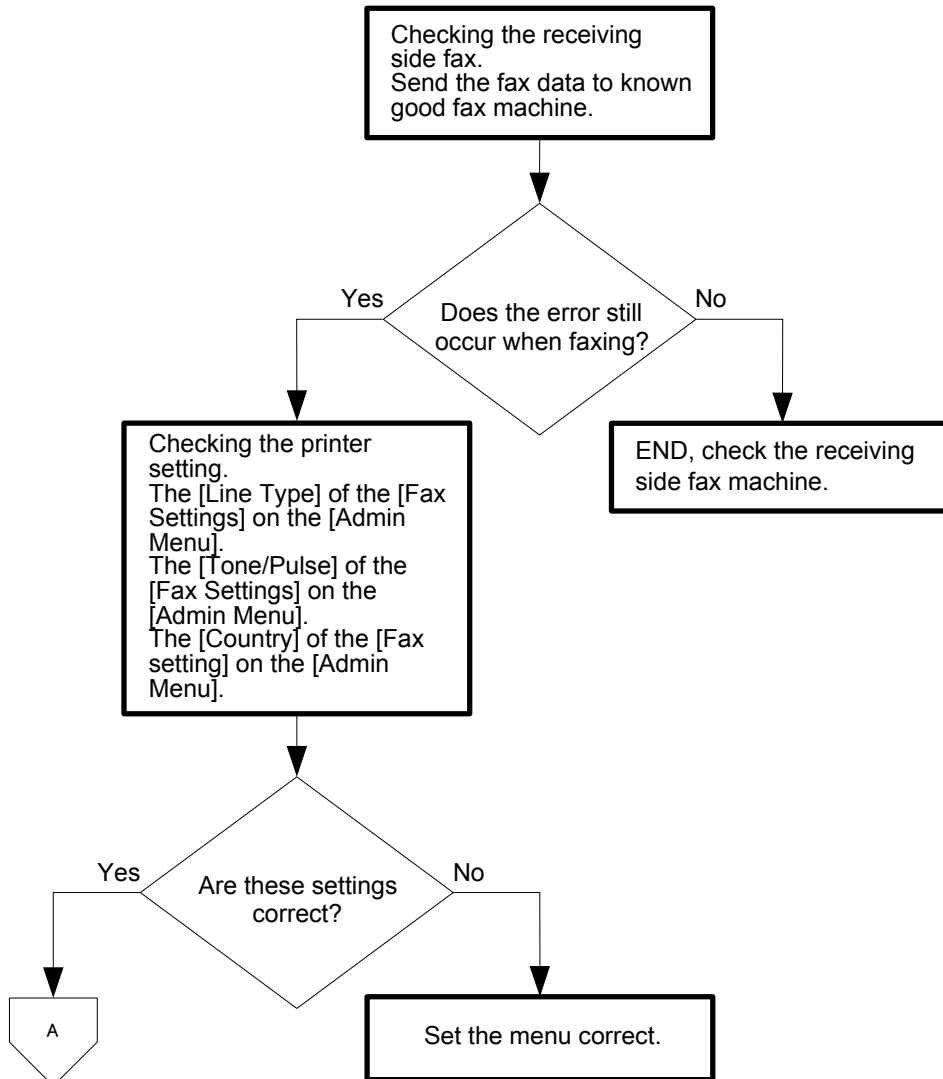 Checking the receiving
side fax.
Send the fax data to known
good fax machine.
Yes
No
Does the error still
occur when faxing?
Checking the printer
setting.
The [Line Type] of the [Fax
Settings] on the [Admin
Menu].
The [Tone/Pulse] of the
[Fax Settings] on the
[Admin Menu].
The [Country] of the [Fax
setting] on the [Admin
Menu].
END, check the receiving
side fax machine.
Yes
No
Are these settings
correct?
A
Set the menu correct.